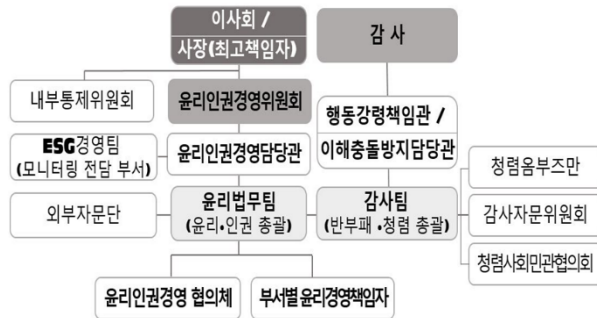 이사회 /
사장(최고책임자)
감 사
내부통제위원회
윤리인권경영위원회
행동강령책임관 /
이해충돌방지담당관
ESG경영팀
(모니터링 전담 부서)
윤리인권경영담당관
청렴옴부즈만
외부자문단
윤리법무팀
(윤리•인권 총괄)
감사팀
(반부패 •청렴 총괄)
감사자문위원회
청렴사회민관협의회
윤리인권경영 협의체
부서별 윤리경영책임자